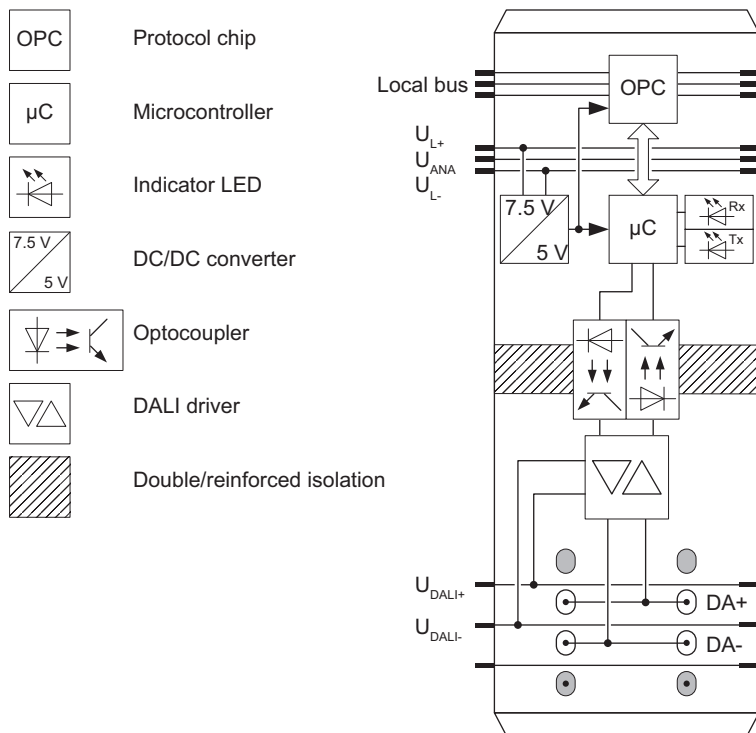 OPC Protocol chip
µC Microcontroller
Indicator LED
7.5 V
5 V
DC/DC converter
Optocoupler
DALI driver
Double/reinforced isolation
Local bus
OPC
UL+
UANA
UL-
7.5 V
5 V
µC
Rx
Tx
UDALI+
DA+
UDALI-
DA-